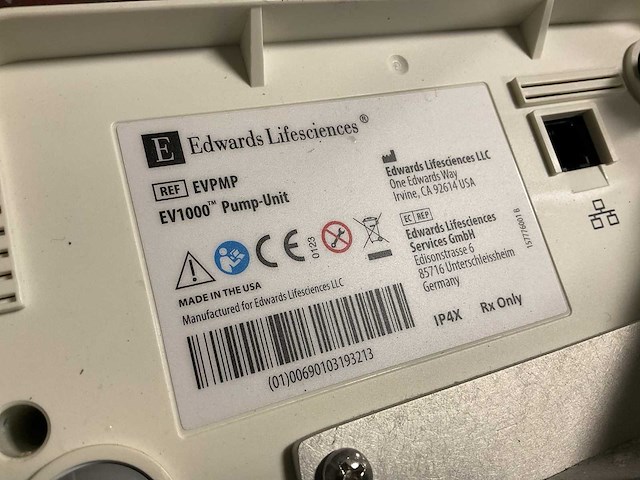 E Edwards Lifesciences®
REF EVPMP
EV1000™ Pump-Unit
CE
0123
MADE IN THE USA
Manufactured for Edwards Lifesciences LLC
(01)00690103193213
Edwards Lifesciences LLC
One Edwards Way
Irvine, CA 92614 USA
EC REP
Edwards Lifesciences
Services GmbH
Edisonstrasse 6
85716 Unterschleissheim
Germany
IP4X Rx Only